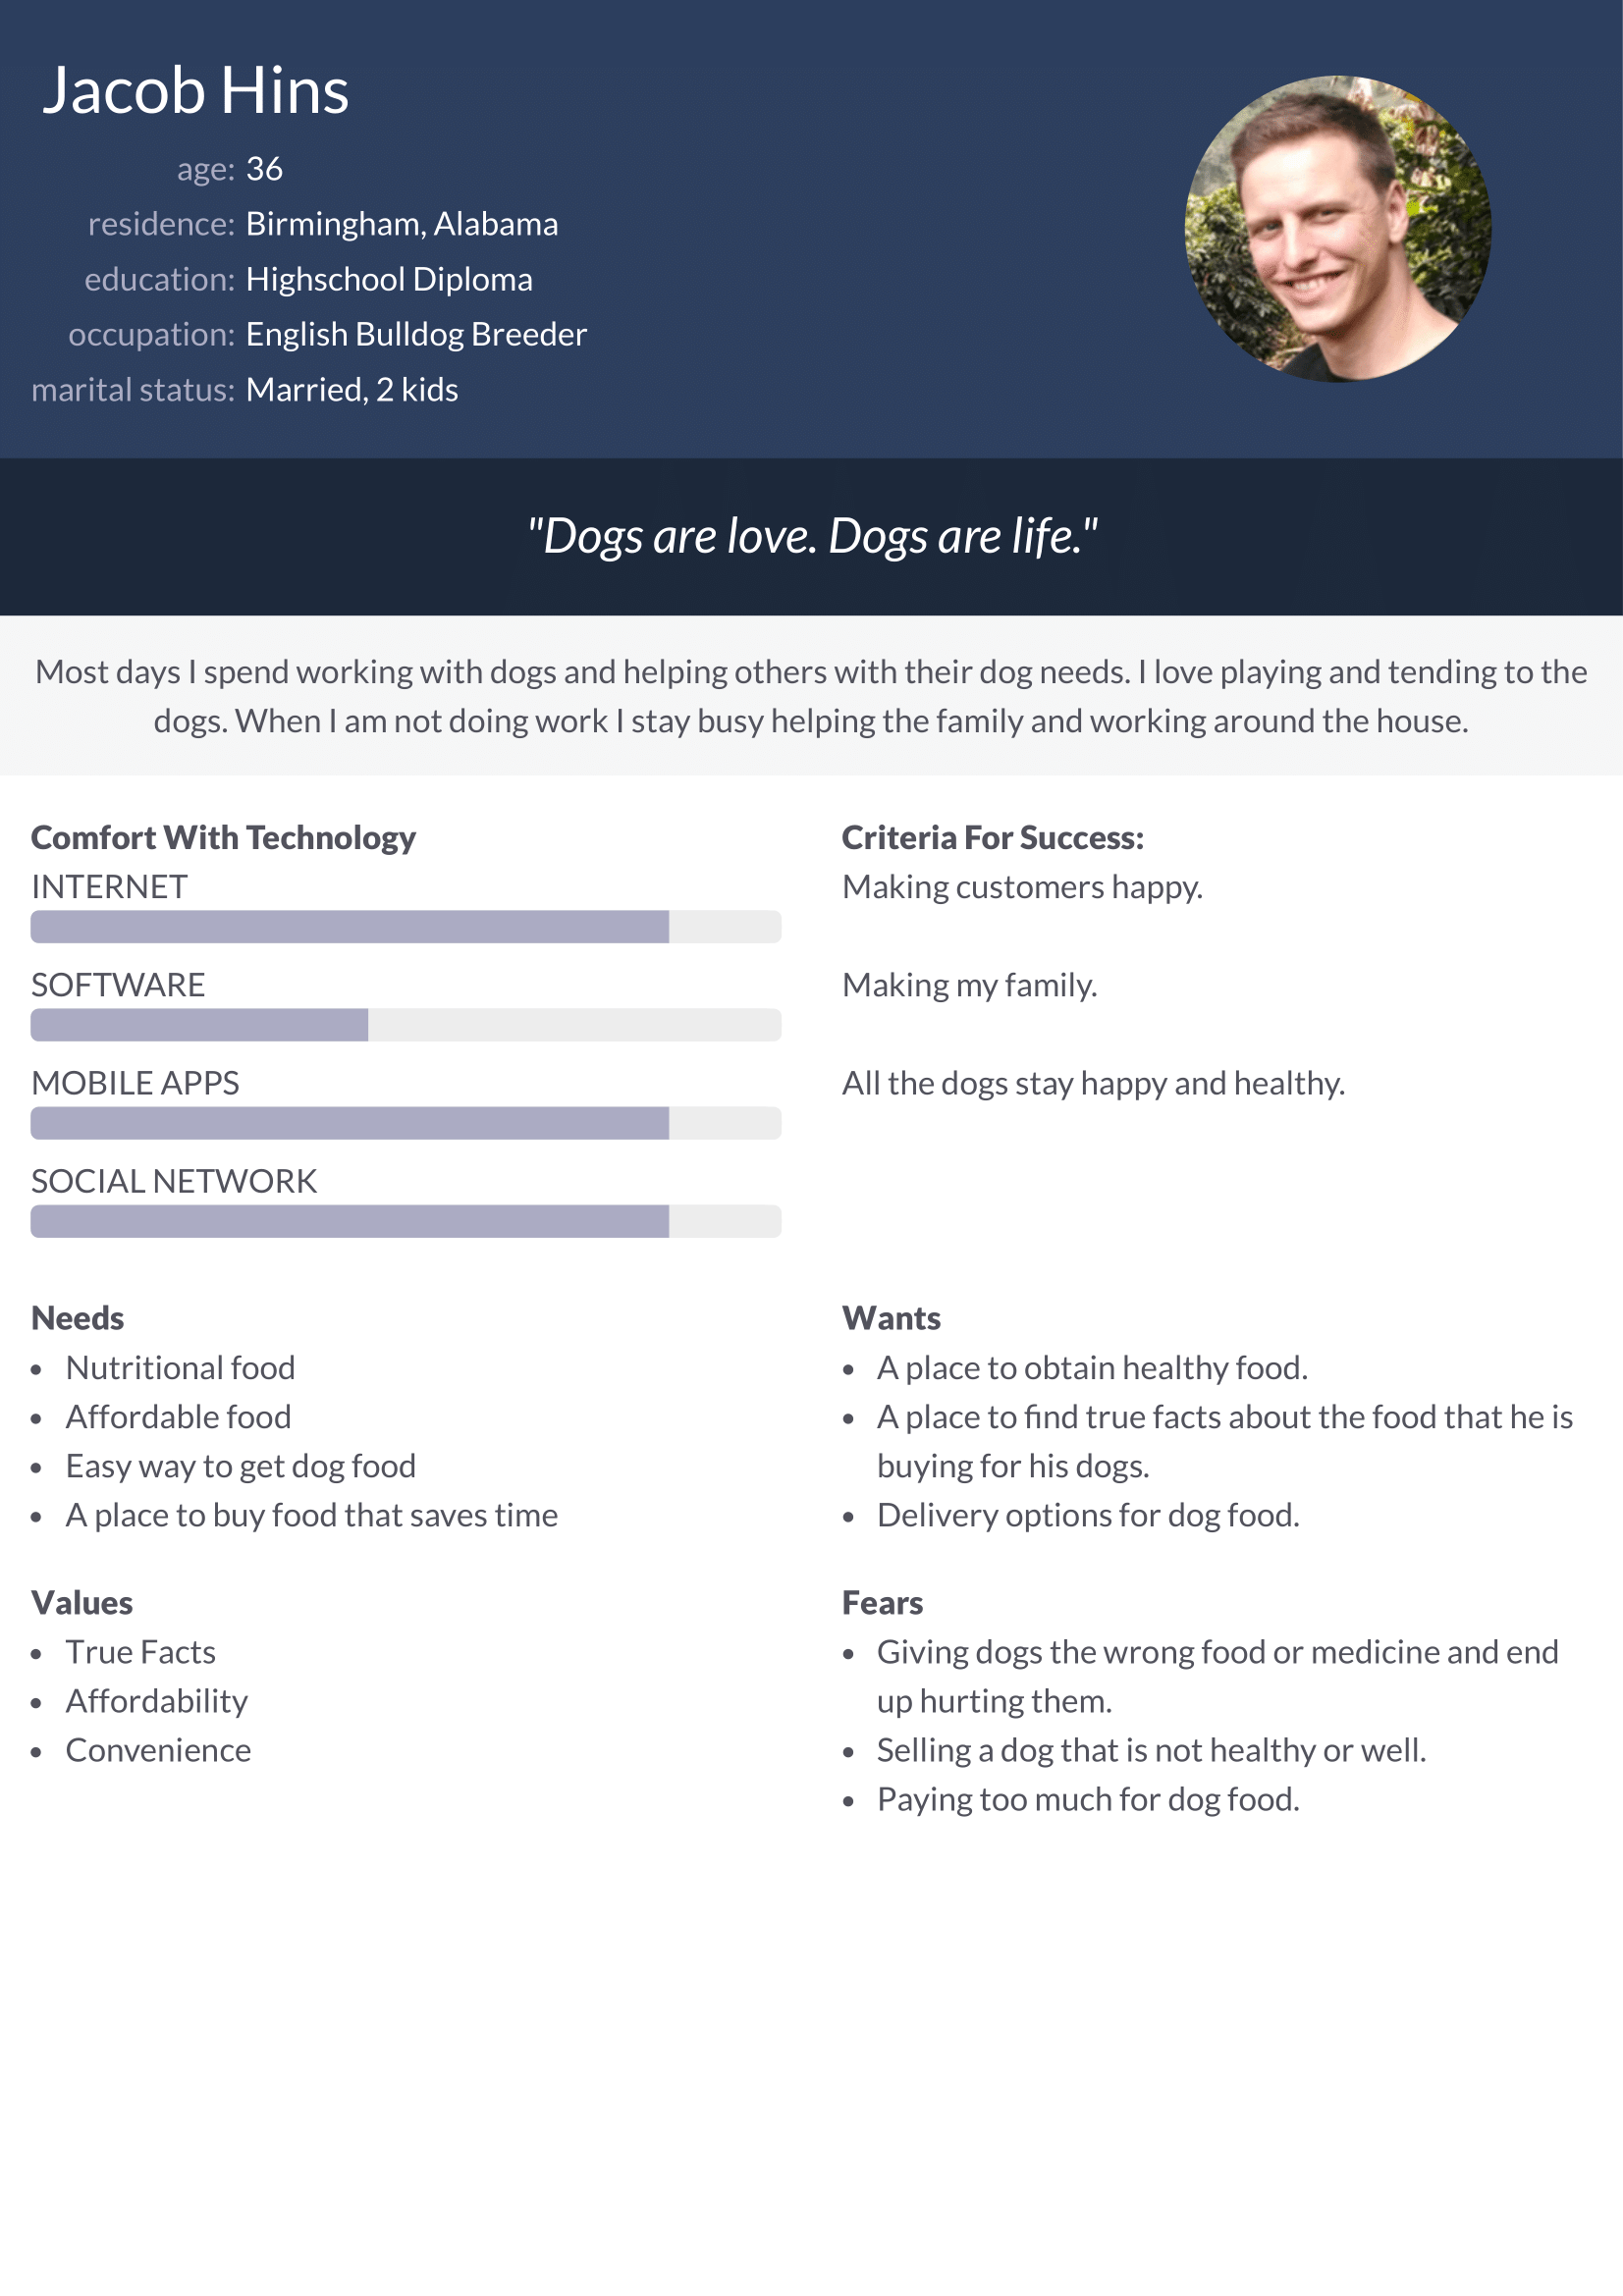 Jacob Hins
age: 36
residence: Birmingham, Alabama
education: Highschool Diploma
occupation: English Bulldog Breeder
marital status: Married, 2 kids
"Dogs are love. Dogs are life."
Most days I spend working with dogs and helping others with their dog needs. I love playing and tending to the
dogs. When I am not doing work I stay busy helping the family and working around the house.
Comfort With Technology
INTERNET
SOFTWARE
MOBILE APPS
SOCIAL NETWORK
Criteria For Success:
Making customers happy.
Making my family.
All the dogs stay happy and healthy.
Needs
• Nutritional food
• Affordable food
• Easy way to get dog food
• A place to buy food that saves time
Wants
• A place to obtain healthy food.
• A place to find true facts about the food that he is
buying for his dogs.
• Delivery options for dog food.
Values
• True Facts
• Affordability
• Convenience
Fears
• Giving dogs the wrong food or medicine and end
up hurting them.
• Selling a dog that is not healthy or well.
• Paying too much for dog food.